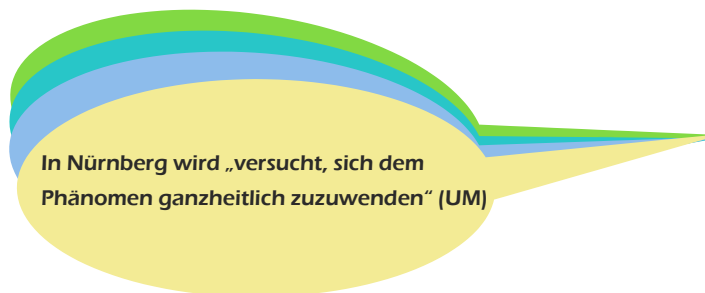 In Nürnberg wird „versucht, sich dem
Phänomen ganzheitlich zuzuwenden“ (UM)